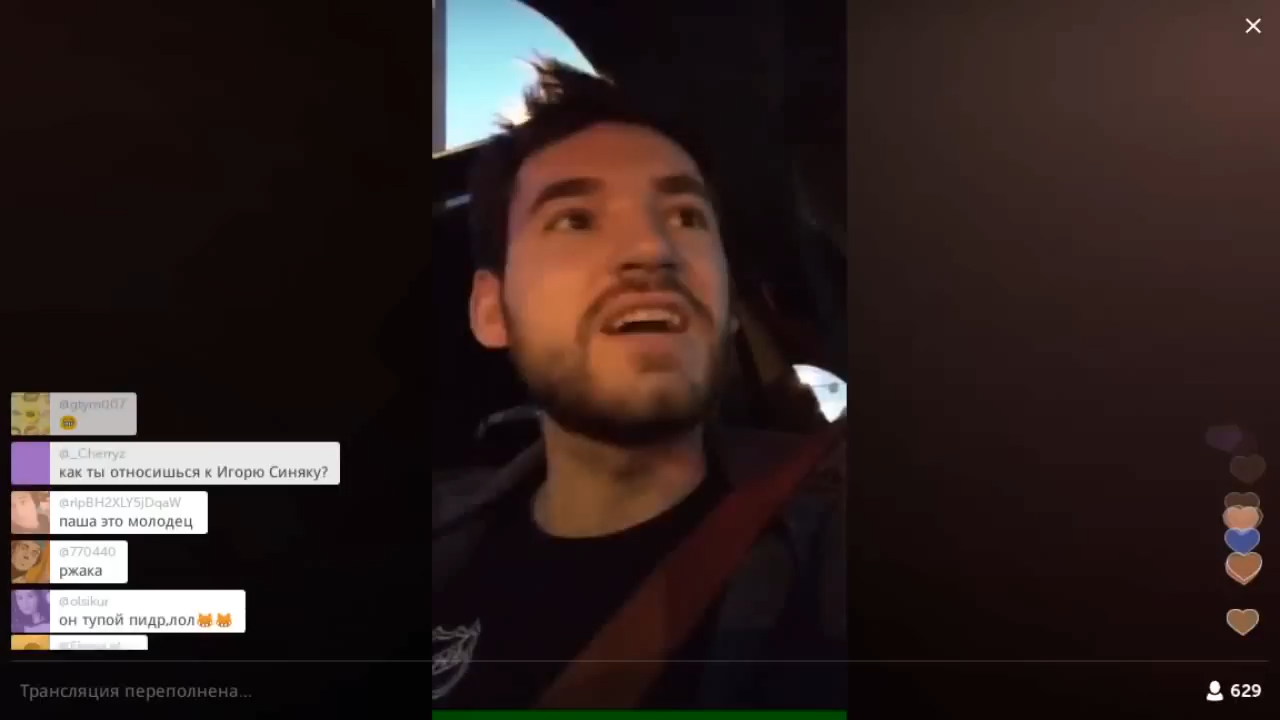 @gtym007
@_Cherryz
как ты относишься к Игорю Синяку?
@rlpBH2XLY5jDqaW
паша это молодец
@770440
ржака
@olsikur
он тупой пидр,лол
Трансляция переполнена...
629